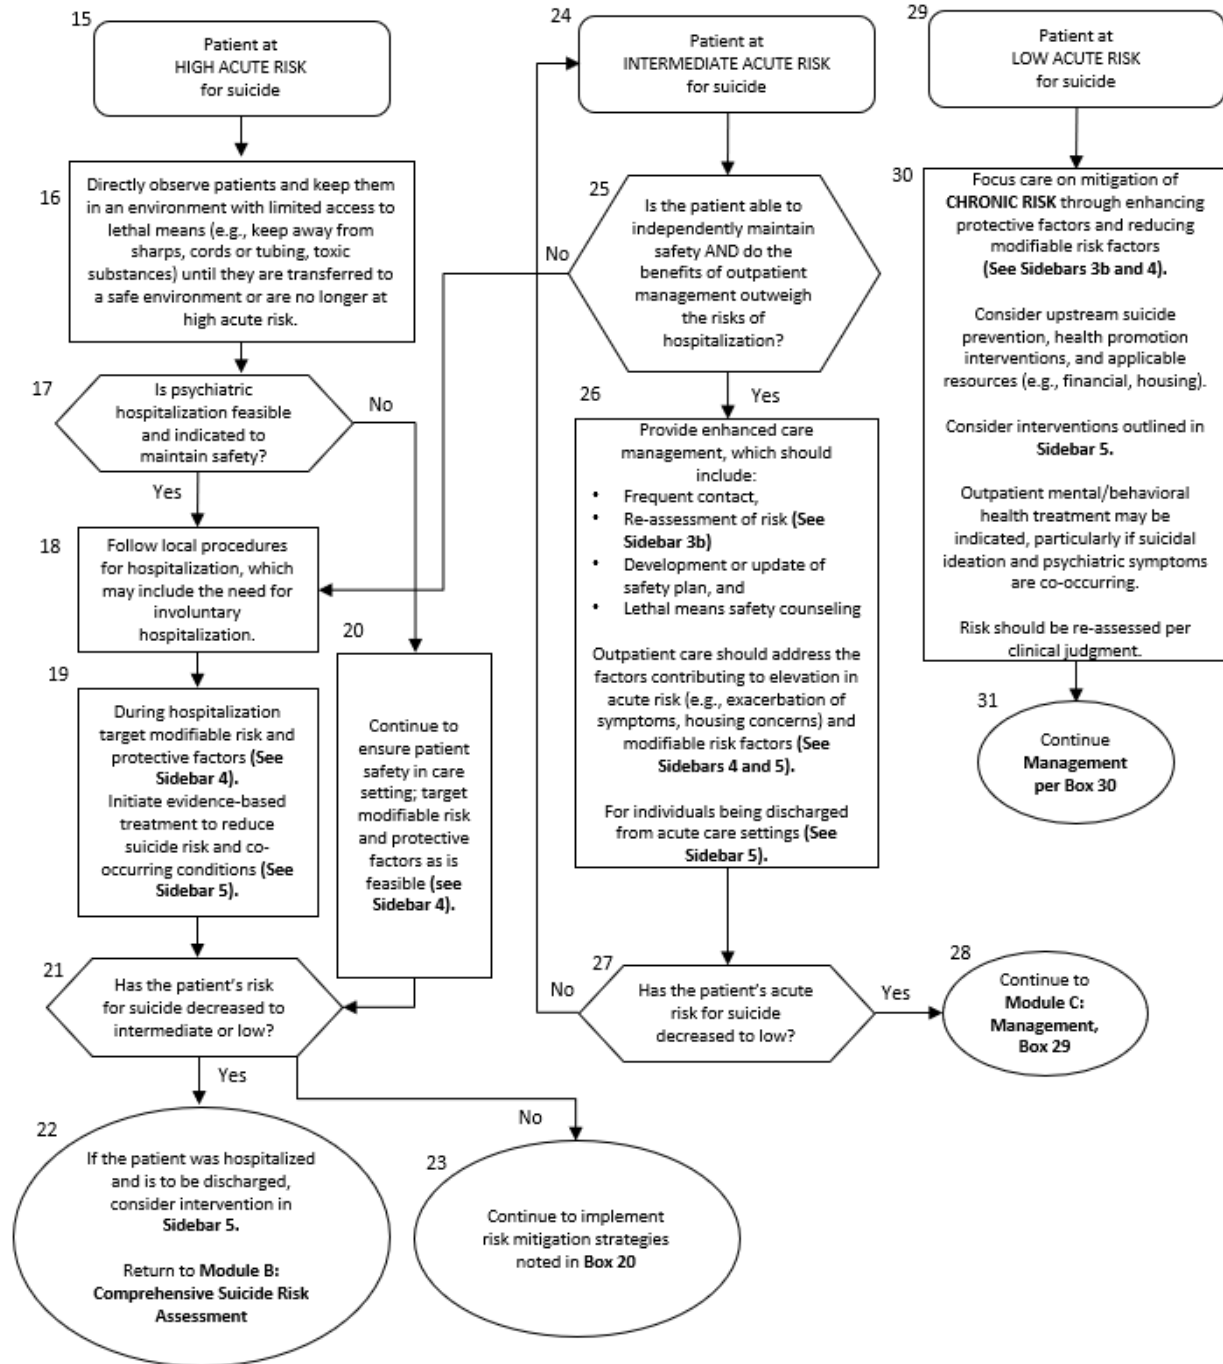 15
Patient at
HIGH ACUTE RISK
for suicide
16
Directly observe patients and keep them
in an environment with limited access to
lethal means (e.g., keep away from
sharps, cords or tubing, toxic
substances) until they are transferred to
a safe environment or are no longer at
high acute risk.
17
Is psychiatric
hospitalization feasible
and indicated to
maintain safety?
No
Yes
18
Follow local procedures
for hospitalization, which
may include the need for
involuntary
hospitalization.
19
During hospitalization
target modifiable risk and
protective factors (See
Sidebar 4).
Initiate evidence-based
treatment to reduce
suicide risk and co-
occurring conditions (See
Sidebar 5).
20
Continue to
ensure patient
safety in care
setting; target
modifiable risk
and protective
factors as is
feasible (see
Sidebar 4).
21
Has the patient's risk
for suicide decreased to
intermediate or low?
Yes
No
22
If the patient was hospitalized
and is to be discharged,
consider intervention in
Sidebar 5.
Return to Module B:
Comprehensive Suicide Risk
Assessment
23
Continue to implement
risk mitigation strategies
noted in Box 20
24
Patient at
INTERMEDIATE ACUTE RISK
for suicide
25
Is the patient able to
independently maintain
safety AND do the
benefits of outpatient
management outweigh
the risks of
hospitalization?
No
Yes
26
Provide enhanced care
management, which should
include:
• Frequent contact,
• Re-assessment of risk (See
Sidebar 3b)
• Development or update of
safety plan, and
• Lethal means safety counseling
Outpatient care should address the
factors contributing to elevation in
acute risk (e.g., exacerbation of
symptoms, housing concerns) and
modifiable risk factors (See
Sidebars 4 and 5).
For individuals being discharged
from acute care settings (See
Sidebar 5).
27
Has the patient's acute
risk for suicide
decreased to low?
No
Yes
28
Continue to
Module C:
Management,
Box 29
29
Patient at
LOW ACUTE RISK
for suicide
30
Focus care on mitigation of
CHRONIC RISK through enhancing
protective factors and reducing
modifiable risk factors
(See Sidebars 3b and 4).
Consider upstream suicide
prevention, health promotion
interventions, and applicable
resources (e.g., financial, housing).
Consider interventions outlined in
Sidebar 5.
Outpatient mental/behavioral
health treatment may be
indicated, particularly if suicidal
ideation and psychiatric symptoms
are co-occurring.
Risk should be re-assessed per
clinical judgment.
31
Continue
Management
per Box 30